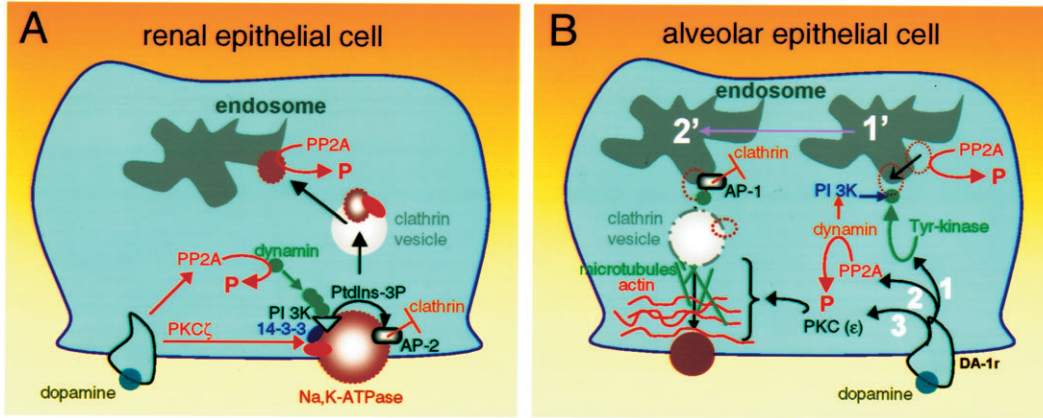 A
renal epithelial cell
endosome
PP2A
P
clathrin
vesicle
dynamin
PP2A
P
PtdIns-3P
PI 3K
clathrin
14-3-3
PKCζ
AP-2
dopamine
Na,K-ATPase
B
alveolar epithelial cell
endosome
2’
1’
clathrin
PP2A
P
AP-1
PI 3K
clathrin
vesicle
dynamin
Tyr-kinase
microtubules
actin
PP2A
1
2
P
3
PKC (ε)
DA-1r
dopamine